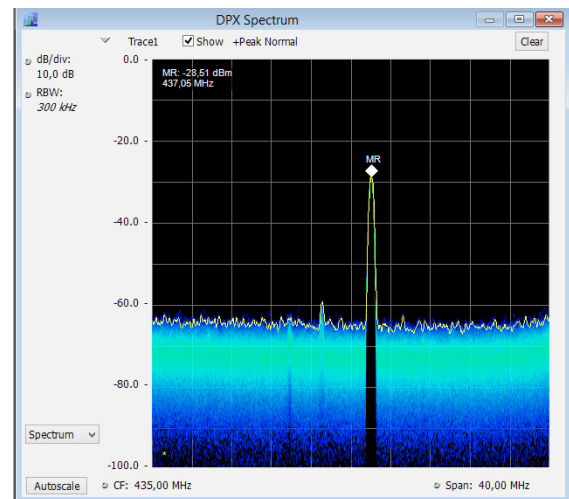 DPX Spectrum
Trace1 Show +Peak Normal Clear
dB/div:
10,0 dB
RBW:
300 kHz
0.0
MR: -28,51 dBm
437,05 MHz
-20.0
MR
-40.0
-60.0
-80.0
Spectrum
-100.0
Autoscale CF: 435,00 MHz Span: 40,00 MHz